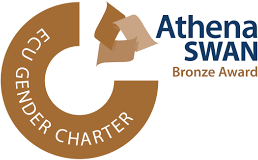 Athena
SWAN
Bronze Award
ECU GENDER CHARTER